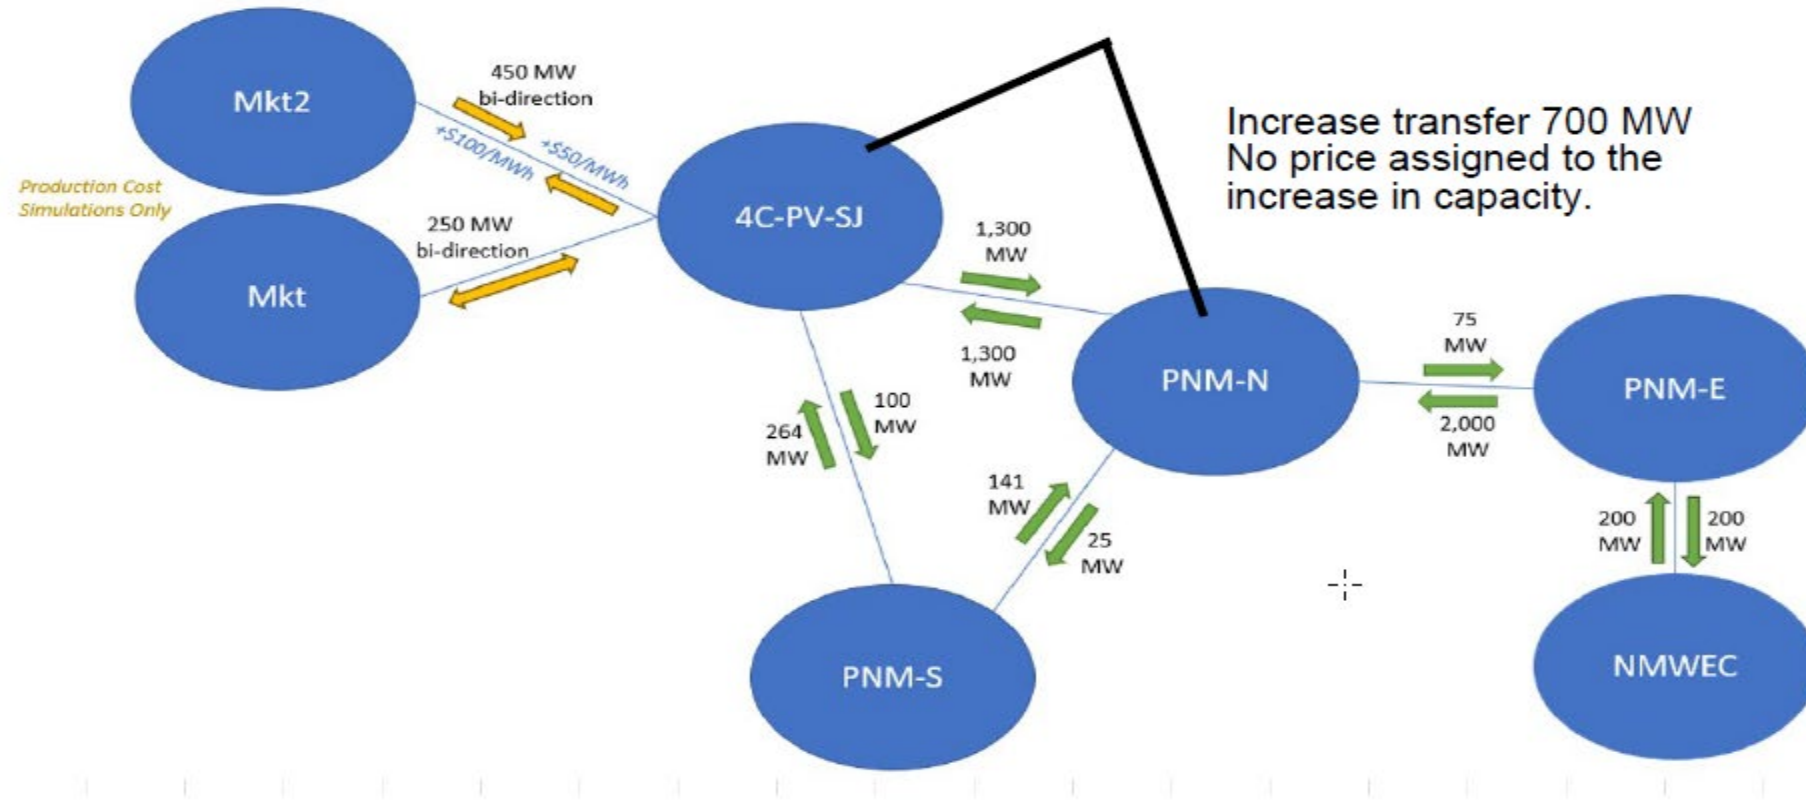 Mkt2
450 MW
bi-direction
+$100/MWh
+$50/MWh
Production Cost
Simulations Only
Mkt
250 MW
bi-direction
4C-PV-SJ
Increase transfer 700 MW
No price assigned to the
increase in capacity.
1,300
MW
1,300
MW
PNM-N
75
MW
2,000
MW
PNM-E
264
MW
100
MW
141
MW
25
MW
200
MW
200
MW
PNM-S
NMWEC